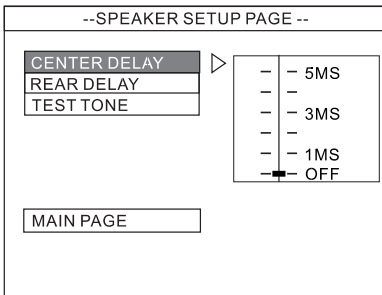 --SPEAKER SETUP PAGE --
CENTER DELAY
REAR DELAY
TEST TONE
5MS
3MS
1MS
OFF
MAIN PAGE